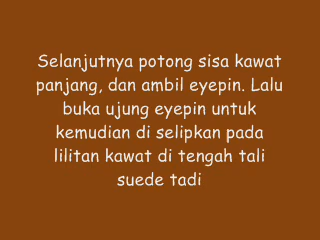 Selanjutnya potong sisa kawat
panjang, dan ambil eyepin. Lalu
buka ujung eyepin untuk
kemudian di selipkan pada
lilitan kawat di tengah tali
suede tadi